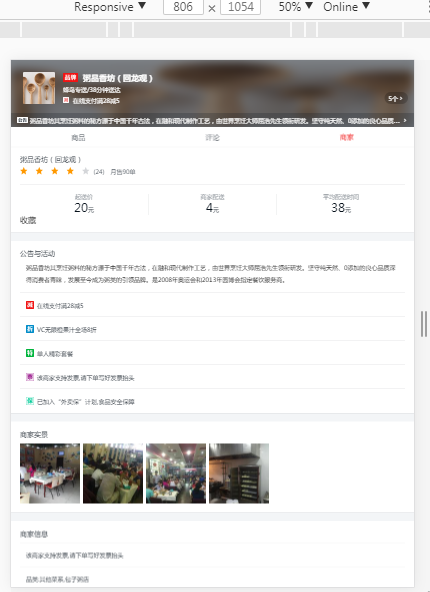 Responsive ▼ 806 × 1054 50% ▼ Online ▼
品牌 粥品香坊（回龙观）
蜂鸟专送/38分钟送达
减 在线支付满28减5
5个 >
公告 粥品香坊其烹饪粥料的秘方源于中国千年古法，在融和现代制作工艺，由世界烹饪大师屈浩先生领衔研发。坚守纯天然、0添加的良心品质... >
商品 评论 商家
粥品香坊（回龙观）
(24) 月售90单
起送价 商家配送 平均配送时间
20元 4元 38元
收藏
公告与活动
粥品香坊其烹饪粥料的秘方源于中国千年古法，在融和现代制作工艺，由世界烹饪大师屈浩先生领衔研发。坚守纯天然、0添加的良心品质深
得消费者青睐，发展至今成为粥类的引领品牌。是2008年奥运会和2013年园博会指定餐饮服务商。
减 在线支付满28减5
折 VC无限橙果汁全场8折
特 单人精彩套餐
票 该商家支持发票,请下单写好发票抬头
保 已加入“外卖保”计划,食品安全保障
商家实景
商家信息
该商家支持发票,请下单写好发票抬头
品类,其他菜系,包子粥店